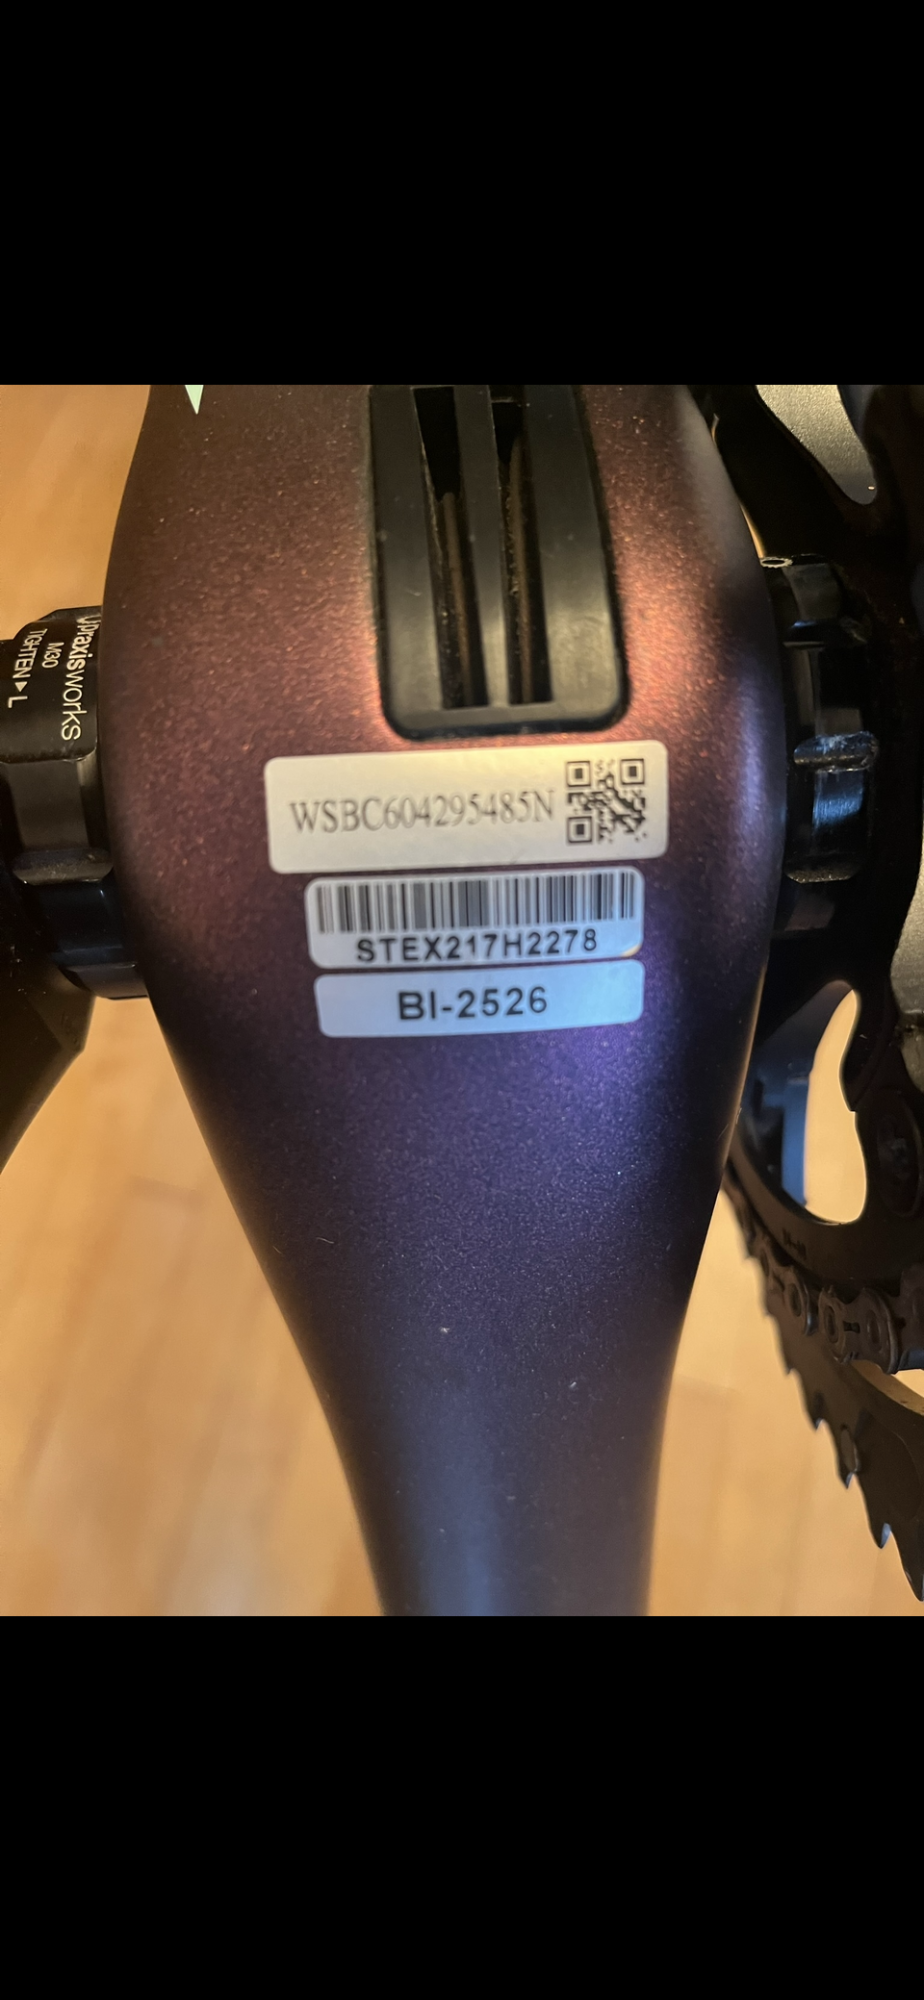 praxisworks
M30
TIGHTEN ► L
WSBC604295485N
STEX217H2278
BI-2526